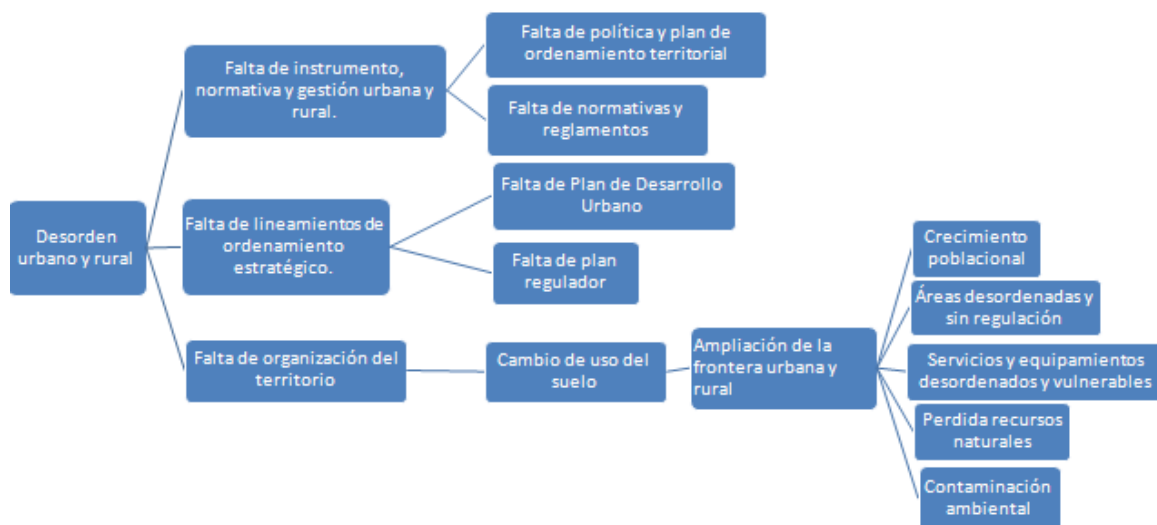 Desorden
urbano y rural
Falta de instrumento,
normativa y gestión urbana y
rural.
Falta de política y plan de
ordenamiento territorial
Falta de normativas y
reglamentos
Falta de lineamientos de
ordenamiento
estratégico.
Falta de Plan de Desarrollo
Urbano
Falta de plan
regulador
Falta de organización del
territorio
Cambio de uso del
suelo
Ampliación de la
frontera urbana y
rural
Crecimiento
poblacional
Áreas desordenadas y
sin regulación
Servicios y equipamientos
desordenados y vulnerables
Perdida recursos
naturales
Contaminación
ambiental